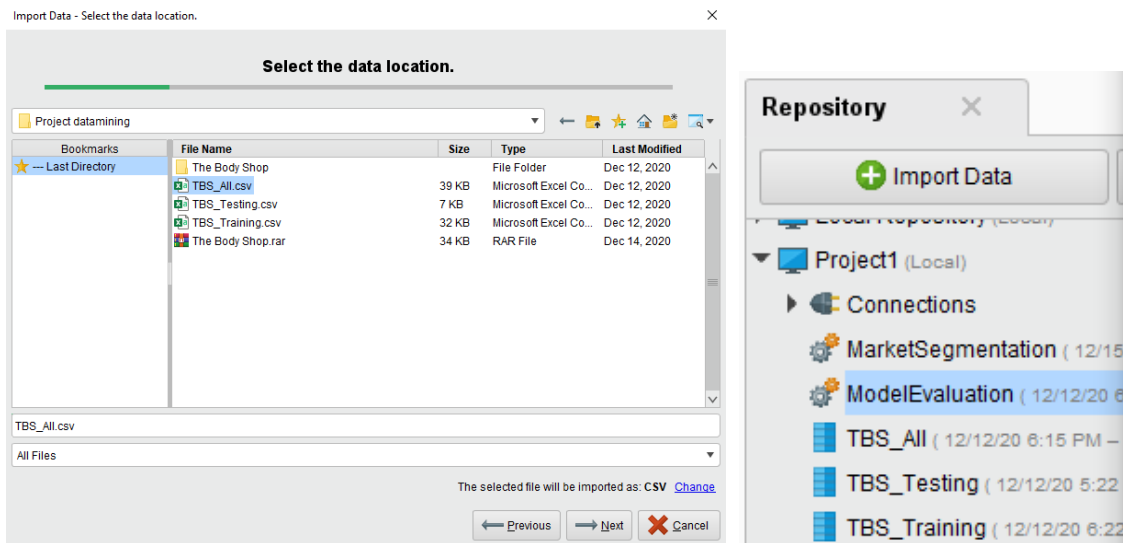 Import Data - Select the data location.
Select the data location.
Project datamining
Bookmarks File Name Size Type Last Modified
--- Last Directory The Body Shop File Folder Dec 12, 2020
TBS_All.csv 39 KB Microsoft Excel Co... Dec 12, 2020
TBS_Testing.csv 7 KB Microsoft Excel Co... Dec 12, 2020
TBS_Training.csv 32 KB Microsoft Excel Co... Dec 12, 2020
The Body Shop.rar 34 KB RAR File Dec 14, 2020
TBS_All.csv
All Files
The selected file will be imported as: CSV Change
Previous Next Cancel
Repository
Import Data
Local Repository (Local)
Project1 (Local)
Connections
MarketSegmentation ( 12/15
ModelEvaluation ( 12/12/20 6
TBS_All ( 12/12/20 6:15 PM –
TBS_Testing ( 12/12/20 5:22
TBS_Training ( 12/12/20 6:22